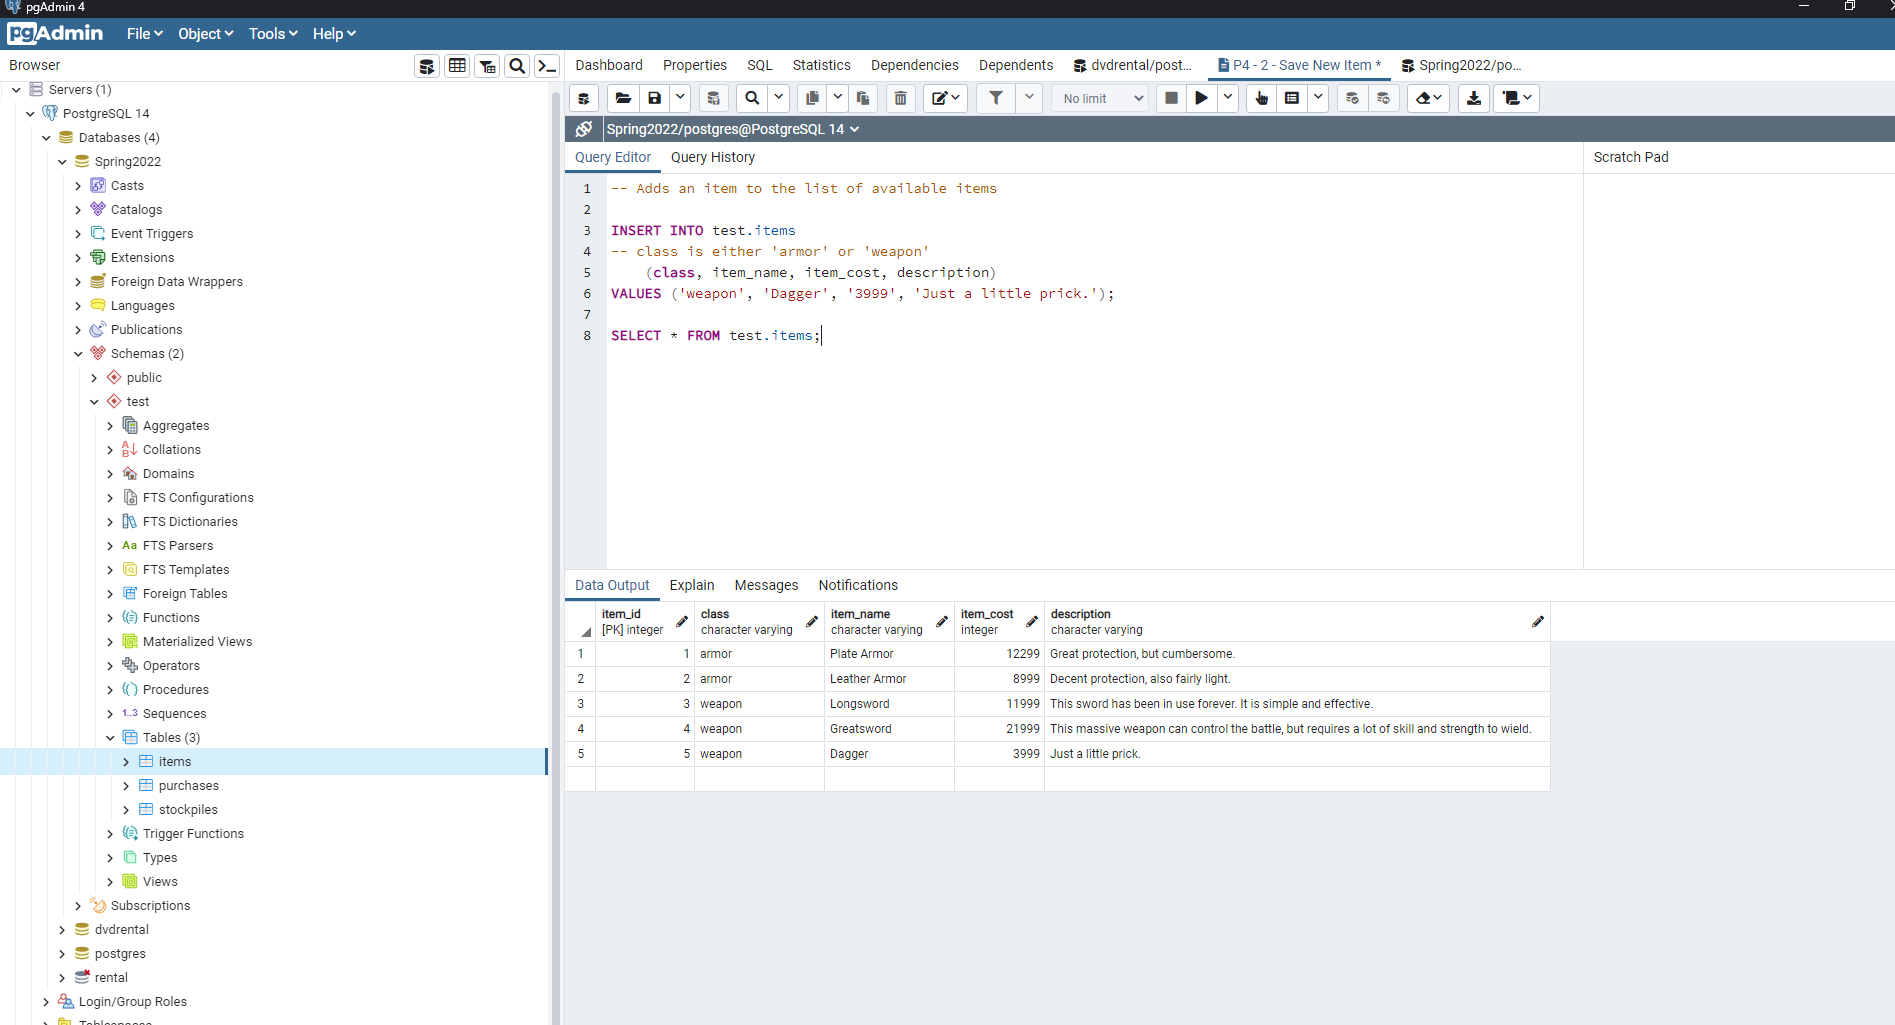 pgAdmin 4
pgAdmin File Object Tools Help
Browser
Dashboard Properties SQL Statistics Dependencies Dependents dvdrental/post... P4 - 2 - Save New Item * Spring2022/po...
Servers (1)
PostgreSQL 14
Databases (4)
Spring2022
Casts
Catalogs
Event Triggers
Extensions
Foreign Data Wrappers
Languages
Publications
Schemas (2)
public
test
Aggregates
Collations
Domains
FTS Configurations
FTS Dictionaries
Aa FTS Parsers
FTS Templates
Foreign Tables
Functions
Materialized Views
Operators
Procedures
1..3 Sequences
Tables (3)
items
purchases
stockpiles
Trigger Functions
Types
Views
Subscriptions
dvdrental
postgres
rental
Login/Group Roles
Tablespaces
No limit
Spring2022/postgres@PostgreSQL 14
Query Editor Query History
Scratch Pad
1 -- Adds an item to the list of available items
2
3 INSERT INTO test.items
4 -- class is either 'armor' or 'weapon'
5 (class, item_name, item_cost, description)
6 VALUES ('weapon', 'Dagger', '3999', 'Just a little prick.');
7
8 SELECT * FROM test.items;
Data Output Explain Messages Notifications
item_id class item_name item_cost description
[PK] integer character varying character varying integer character varying
1 1 armor Plate Armor 12299 Great protection, but cumbersome.
2 2 armor Leather Armor 8999 Decent protection, also fairly light.
3 3 weapon Longsword 11999 This sword has been in use forever. It is simple and effective.
4 4 weapon Greatsword 21999 This massive weapon can control the battle, but requires a lot of skill and strength to wield.
5 5 weapon Dagger 3999 Just a little prick.